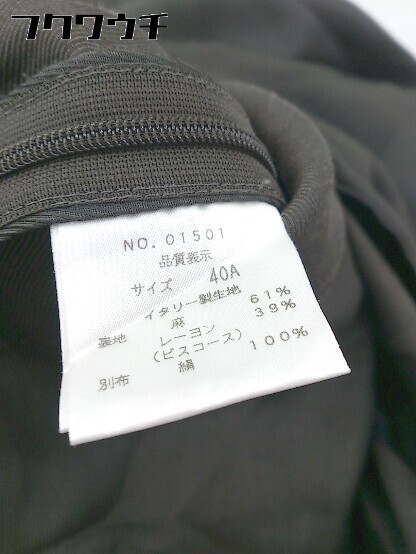 フクウクチ
NO. 01501
品質表示
サイズ 40A
イタリー製生地
麻 61%
レーヨン 39%
裏地 (ビスコース) 100%
別布 絹